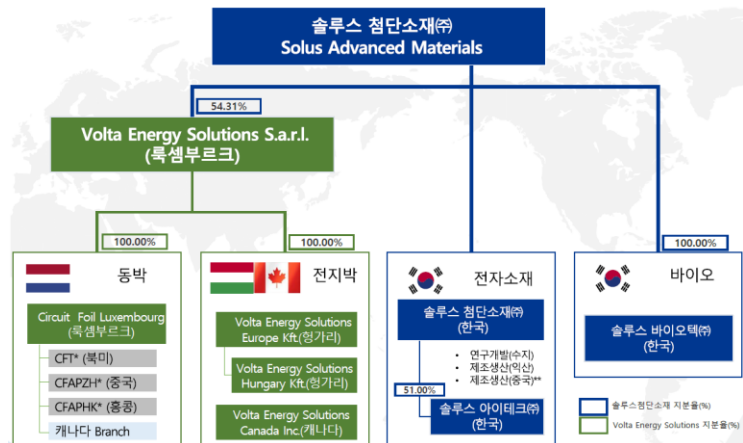 솔루스 첨단소재㈜
Solus Advanced Materials
54.31%
Volta Energy Solutions S.a.r.l.
(룩셈부르크)
100.00%
100.00%
100.00%
동박
전지박
전자소재
바이오
Circuit Foil Luxembourg
(룩셈부르크)
CFT* (북미)
CFAPZH* (중국)
CFAPHK* (홍콩)
캐나다 Branch
Volta Energy Solutions
Europe Kft.(헝가리)
Volta Energy Solutions
Hungary Kft.(헝가리)
Volta Energy Solutions
Canada Inc.(캐나다)
솔루스 첨단소재㈜
(한국)
• 연구개발(수지)
• 제조생산(익산)
• 제조생산(중국)**
51.00%
솔루스 아이테크㈜
(한국)
솔루스 바이오텍㈜
(한국)
솔루스첨단소재 지분율(%)
Volta Energy Solutions 지분율(%)